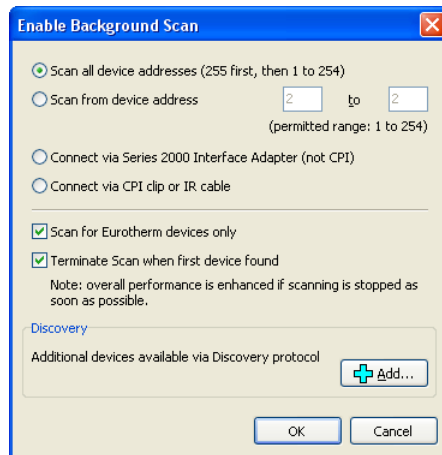 Enable Background Scan
Scan all device addresses (255 first, then 1 to 254)
Scan from device address 2 to 2
(permitted range: 1 to 254)
Connect via Series 2000 Interface Adapter (not CPI)
Connect via CPI clip or IR cable
Scan for Eurotherm devices only
Terminate Scan when first device found
Note: overall performance is enhanced if scanning is stopped as
soon as possible.
Discovery
Additional devices available via Discovery protocol
Add...
OK Cancel